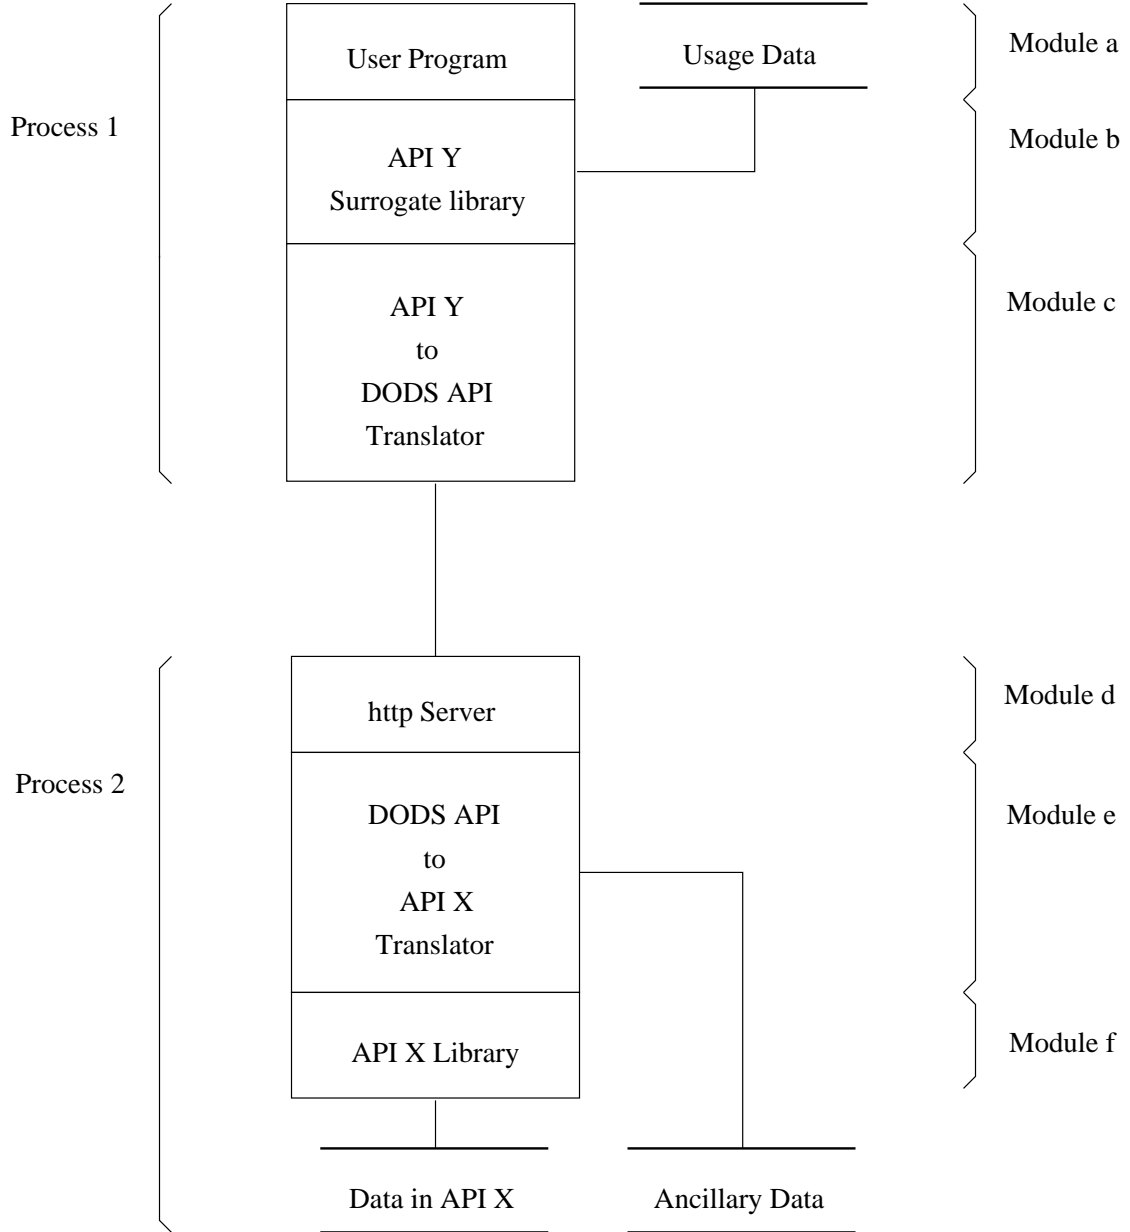 User Program
Usage Data
Module a
Process 1
Module b
API Y
Surrogate library
API Y
to
DODS API
Translator
Module c
http Server
Module d
Process 2
DODS API
to
API X
Translator
Module e
API X Library
Module f
Data in API X
Ancillary Data